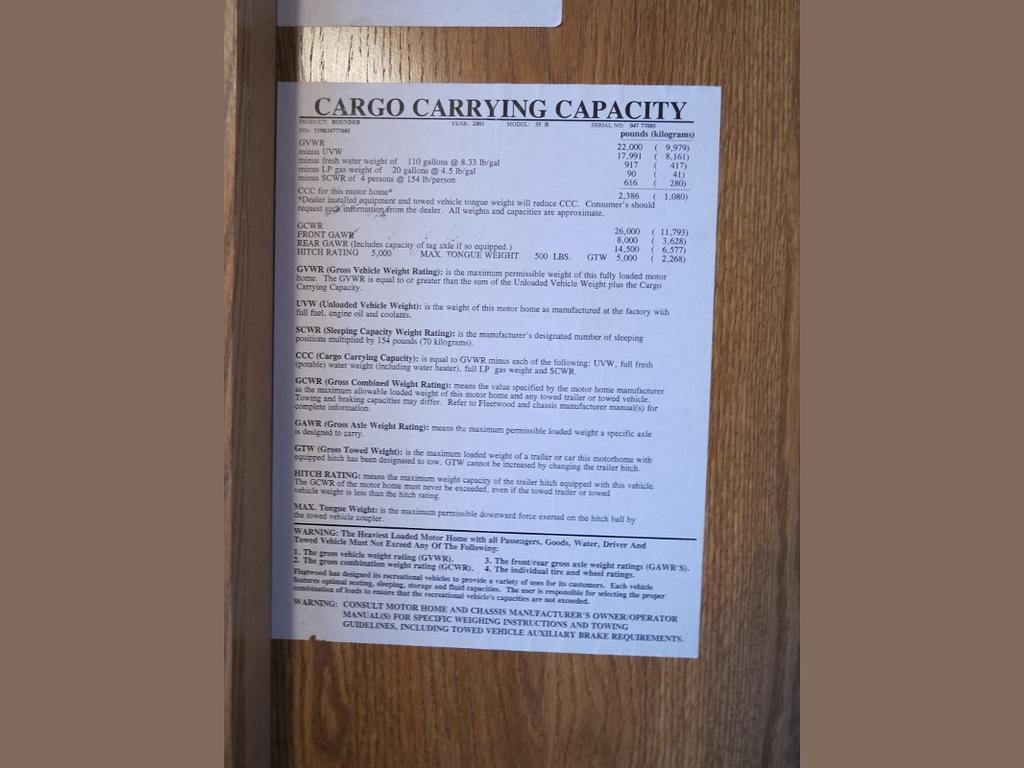 CARGO CARRYING CAPACITY
PRODUCT: BOUNDER YEAR: 2003 MODEL: 35 R SERIAL NO: 047 77085
pounds (kilograms)
GVWR 22,000 ( 9,979)
minus UVW 17,991 ( 8,161)
minus fresh water weight of 110 gallons @ 8.33 lb/gal 917 ( 417)
minus LP gas weight of 20 gallons @ 4.5 lb/gal 90 ( 41)
minus SCWR of 4 persons @ 154 lb/person 616 ( 280)
CCC for this motor home* 2,386 ( 1,080)
*Dealer installed equipment and towed vehicle tongue weight will reduce CCC. Consumer's should
request such information from the dealer. All weights and capacities are approximate.
GCWR 26,000 ( 11,793)
FRONT GAWR 8,000 ( 3,628)
REAR GAWR (Includes capacity of tag axle if so equipped.) 14,500 ( 6,577)
HITCH RATING 5,000 MAX. TONGUE WEIGHT 500 LBS. GTW 5,000 ( 2,268)
GVWR (Gross Vehicle Weight Rating): is the maximum permissible weight of this fully loaded motor
home. The GVWR is equal to or greater than the sum of the Unloaded Vehicle Weight plus the Cargo
Carrying Capacity.
UVW (Unloaded Vehicle Weight): is the weight of this motor home as manufactured at the factory with
full fuel, engine oil and coolants.
SCWR (Sleeping Capacity Weight Rating): is the manufacturer's designated number of sleeping
positions multiplied by 154 pounds (70 kilograms).
CCC (Cargo Carrying Capacity): is equal to GVWR minus each of the following: UVW, full fresh
(potable) water weight (including water heater), full LP gas weight and SCWR.
GCWR (Gross Combined Weight Rating): means the value specified by the motor home manufacturer
as the maximum allowable loaded weight of this motor home and any towed trailer or towed vehicle.
Towing and braking capacities may differ. Refer to Fleetwood and chassis manufacturer manual(s) for
complete information.
GAWR (Gross Axle Weight Rating): means the maximum permissible loaded weight a specific axle
is designed to carry.
GTW (Gross Towed Weight): is the maximum loaded weight of a trailer or car this motorhome with
equipped hitch has been designated to tow. GTW cannot be increased by changing the trailer hitch.
HITCH RATING: means the maximum weight capacity of the trailer hitch equipped with this vehicle.
The GCWR of the motor home must never be exceeded, even if the towed trailer or towed
vehicle weight is less than the hitch rating.
MAX. Tongue Weight: is the maximum permissible downward force exerted on the hitch ball by
the towed vehicle coupler.
WARNING: The Heaviest Loaded Motor Home with all Passengers, Goods, Water, Driver And
Towed Vehicle Must Not Exceed Any Of The Following:
1. The gross vehicle weight rating (GVWR). 3. The front/rear gross axle weight ratings (GAWR'S).
2. The gross combination weight rating (GCWR). 4. The individual tire and wheel ratings.
Fleetwood has designed its recreational vehicles to provide a variety of uses for its customers. Each vehicle
features optimal seating, sleeping, storage and fluid capacities. The user is responsible for selecting the proper
combination of loads to ensure that the recreational vehicle's capacities are not exceeded.
WARNING: CONSULT MOTOR HOME AND CHASSIS MANUFACTURER'S OWNER/OPERATOR
MANUAL(S) FOR SPECIFIC WEIGHING INSTRUCTIONS AND TOWING
GUIDELINES, INCLUDING TOWED VEHICLE AUXILIARY BRAKE REQUIREMENTS.